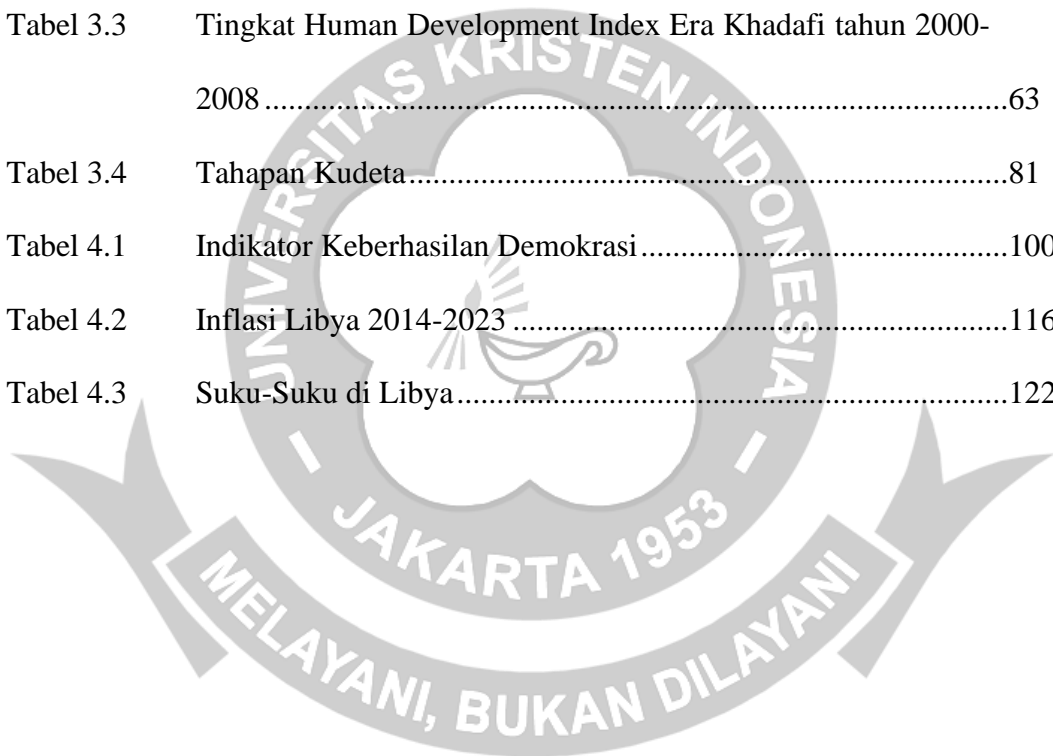 Tabel 3.3 Tingkat Human Development Index Era Khadafi tahun 2000-
2008.......................................................................................................63
Tabel 3.4 Tahapan Kudeta....................................................................................81
Tabel 4.1 Indikator Keberhasilan Demokrasi....................................................100
Tabel 4.2 Inflasi Libya 2014-2023......................................................................116
Tabel 4.3 Suku-Suku di Libya..............................................................................122
UNIVERSITAS KRISTEN INDONESIA
- JAKARTA 1953 -
MELAYANI, BUKAN DILAYANI